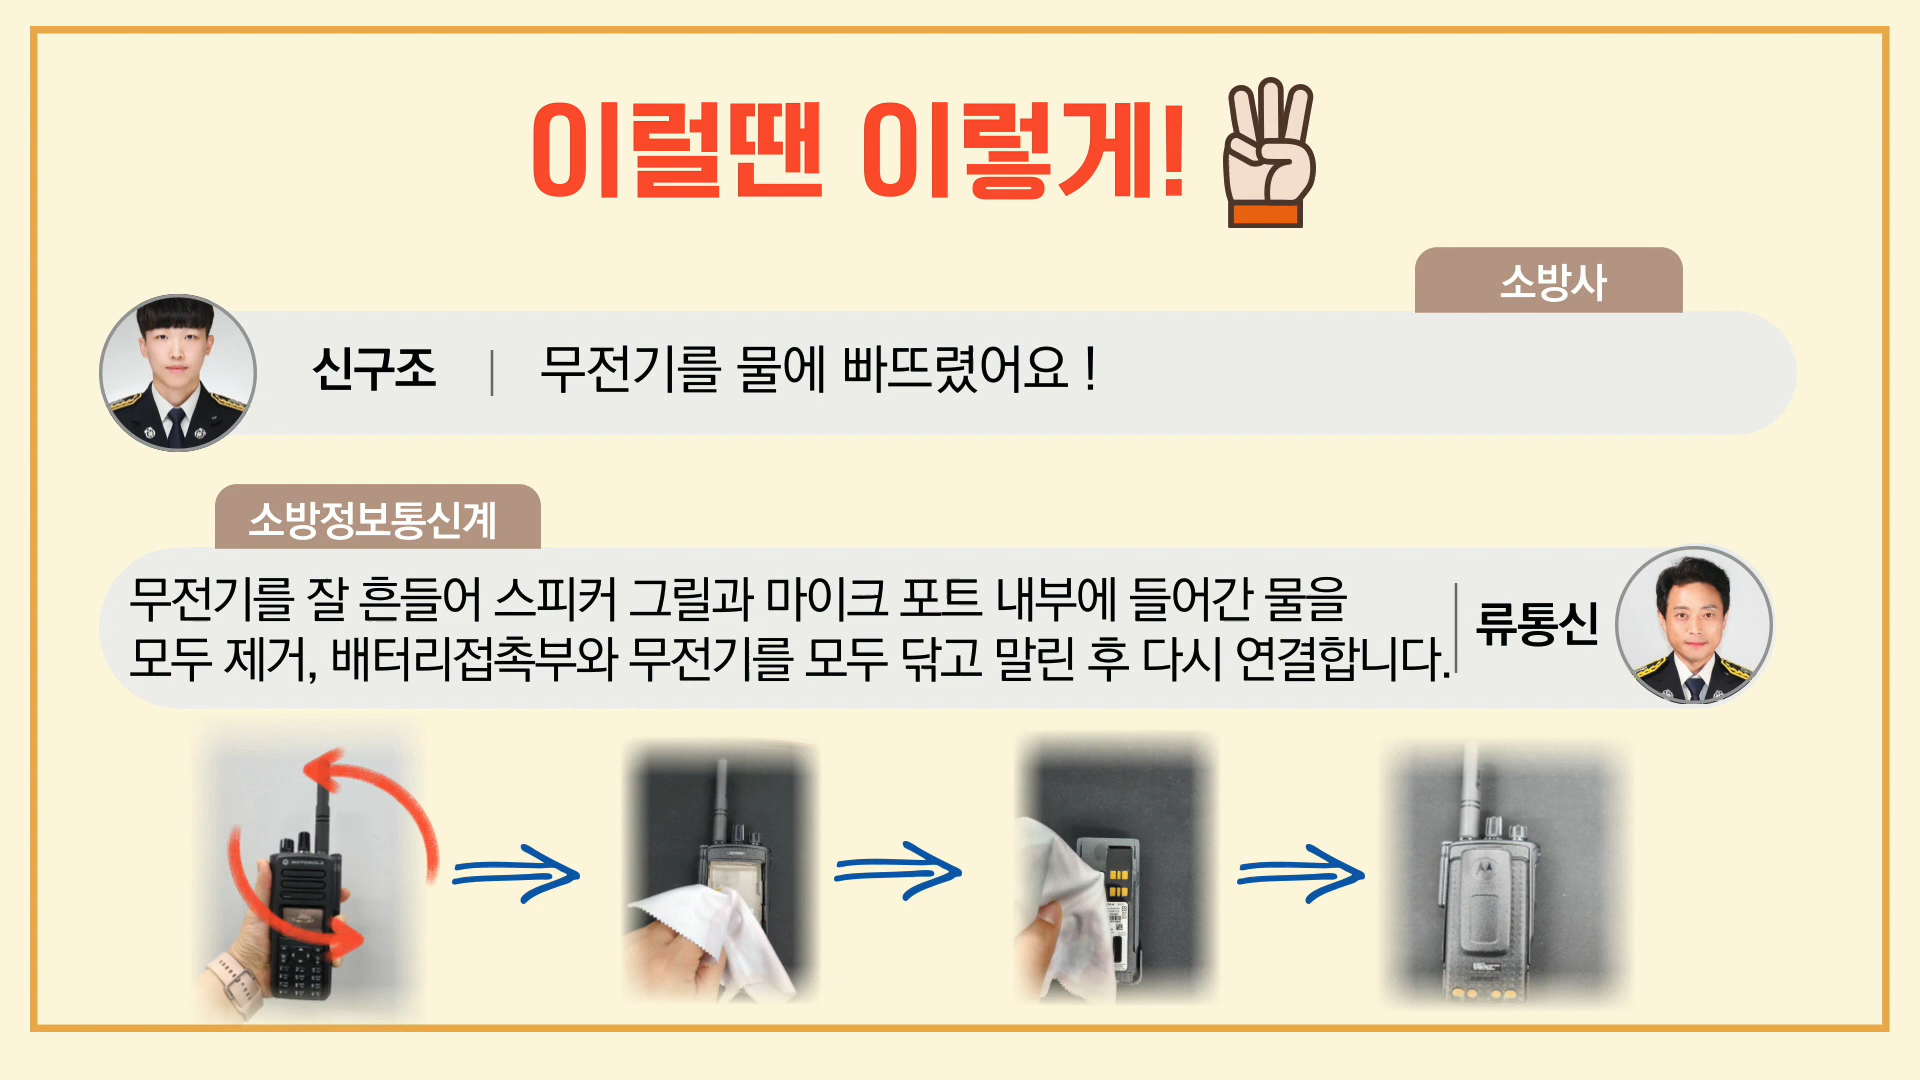 이럴땐 이렇게!
소방사
신구조
무전기를 물에 빠뜨렸어요 !
소방정보통신계
무전기를 잘 흔들어 스피커 그릴과 마이크 포트 내부에 들어간 물을
모두 제거, 배터리접촉부와 무전기를 모두 닦고 말린 후 다시 연결합니다.
류통신
MOTOROLA